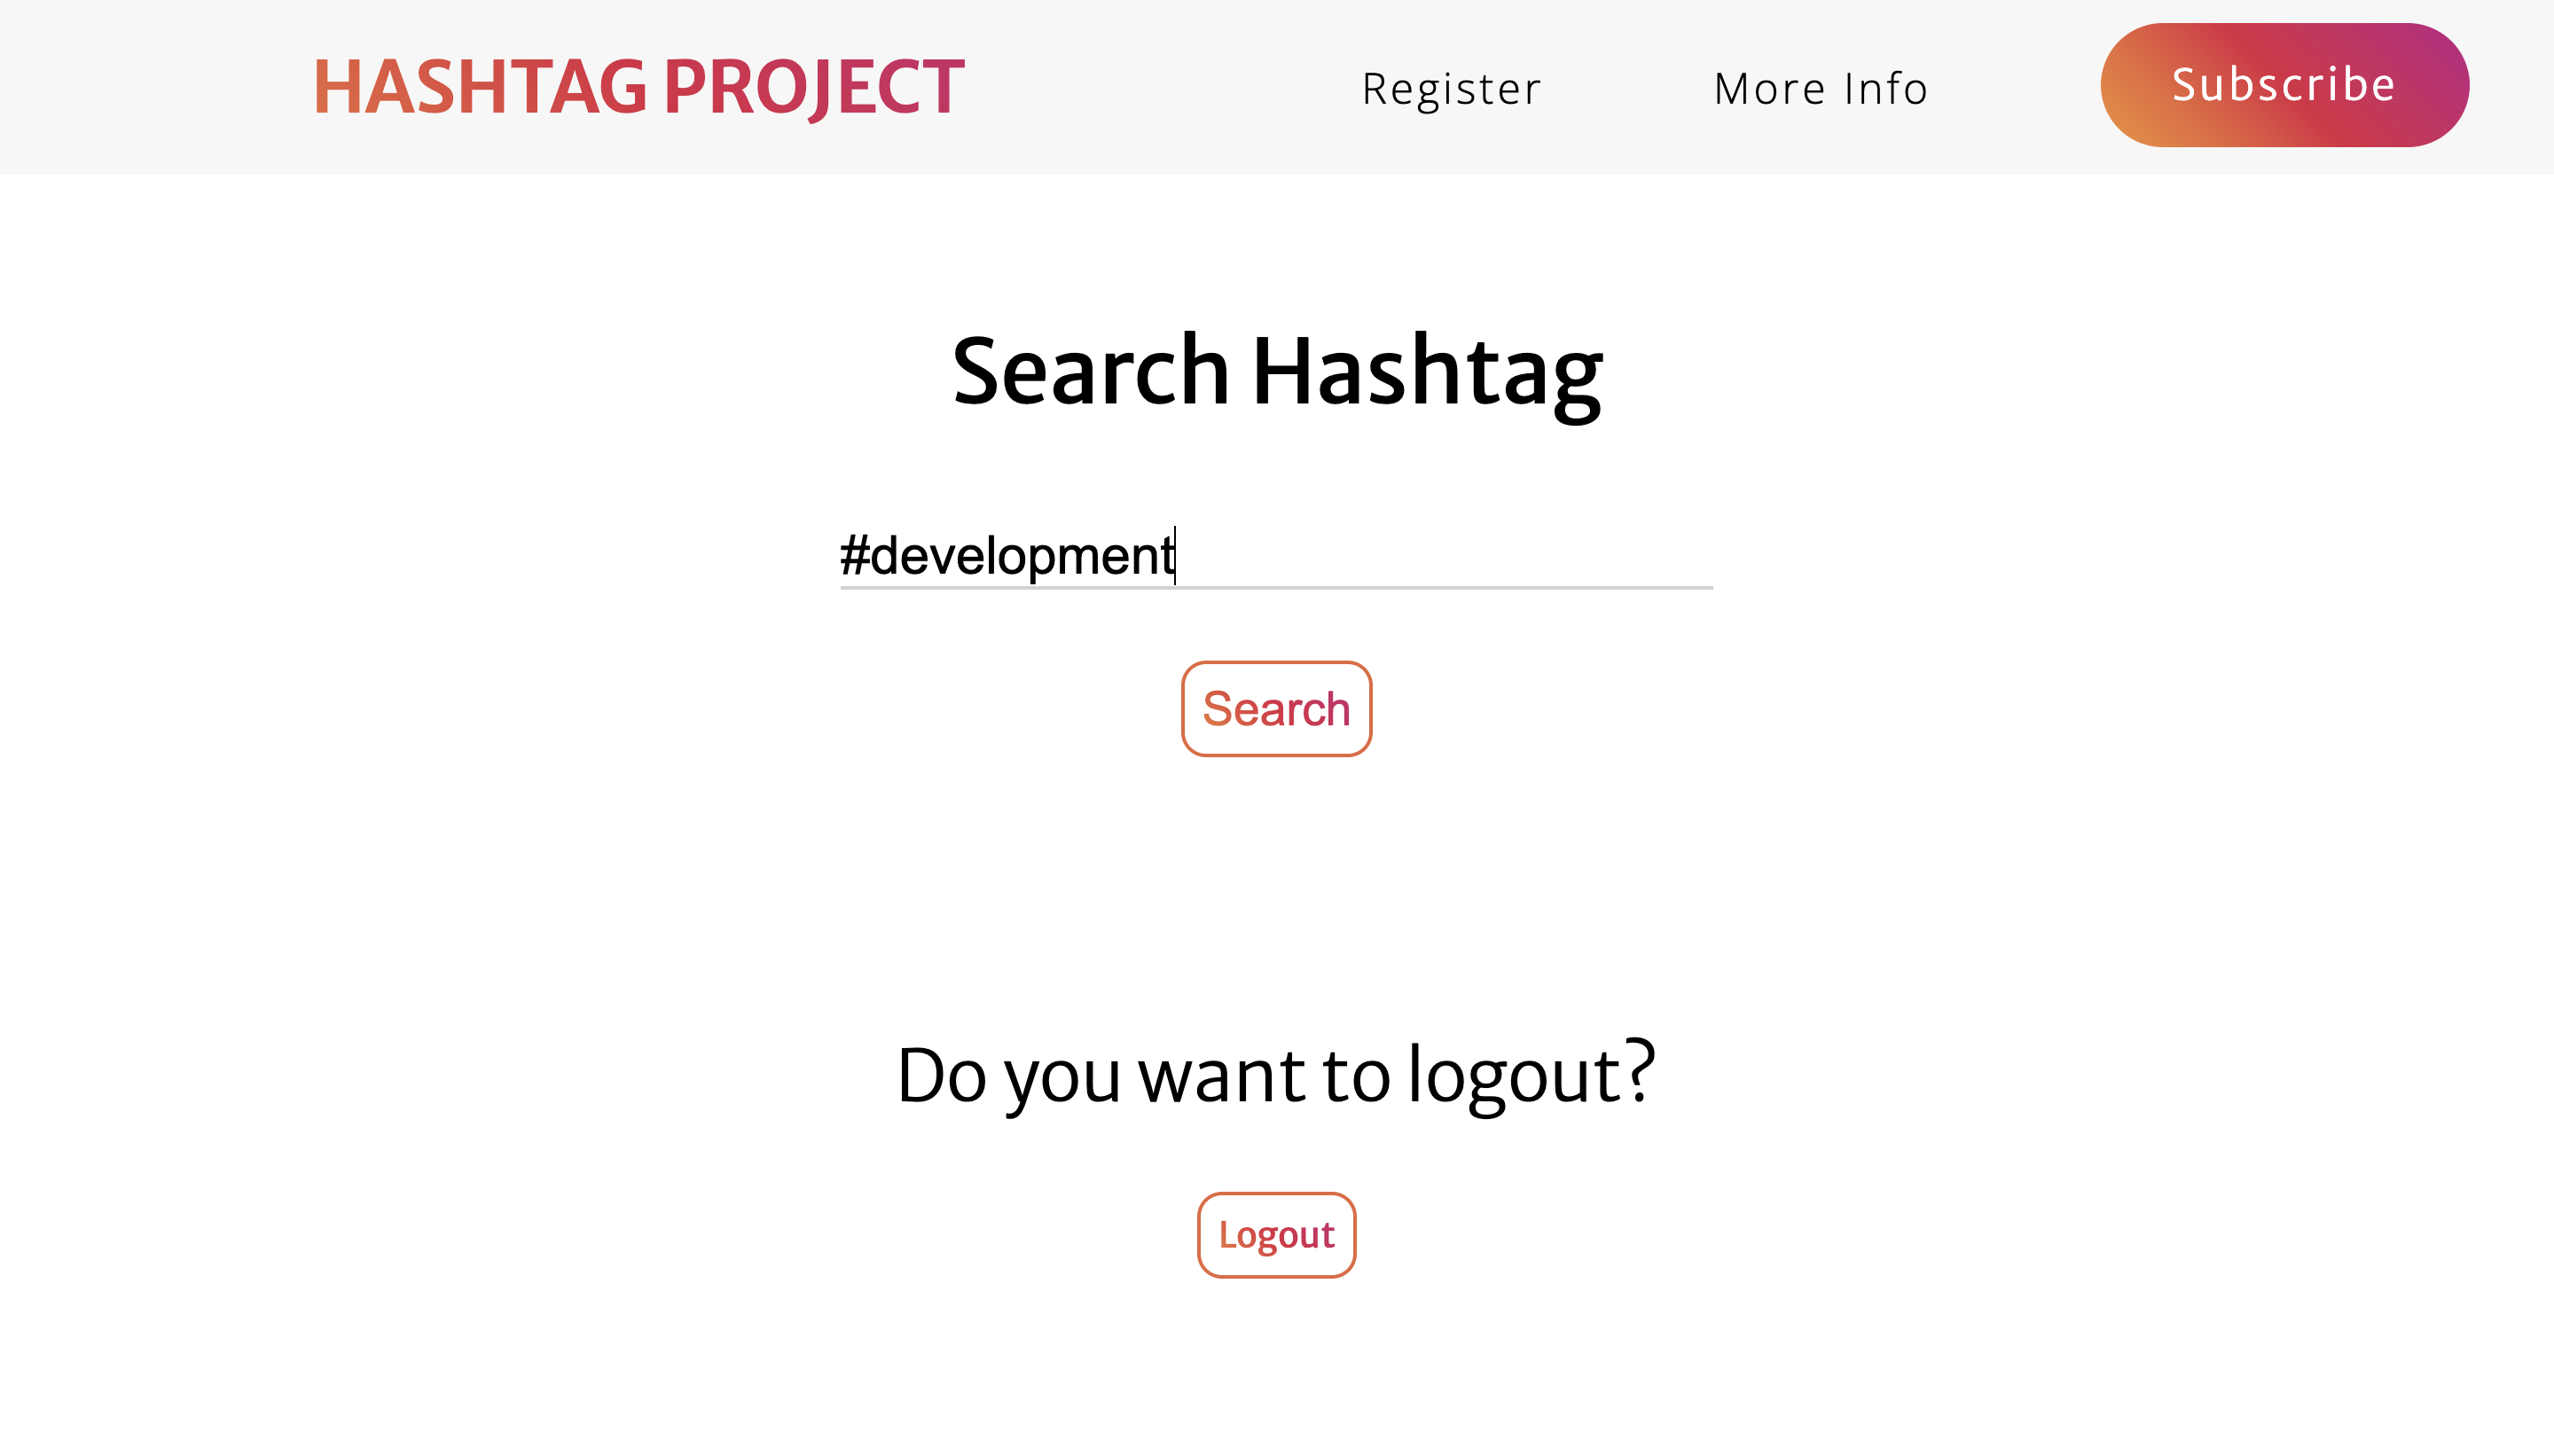 HASHTAG PROJECT
Register
More Info
Subscribe
Search Hashtag
#development
Search
Do you want to logout?
Logout